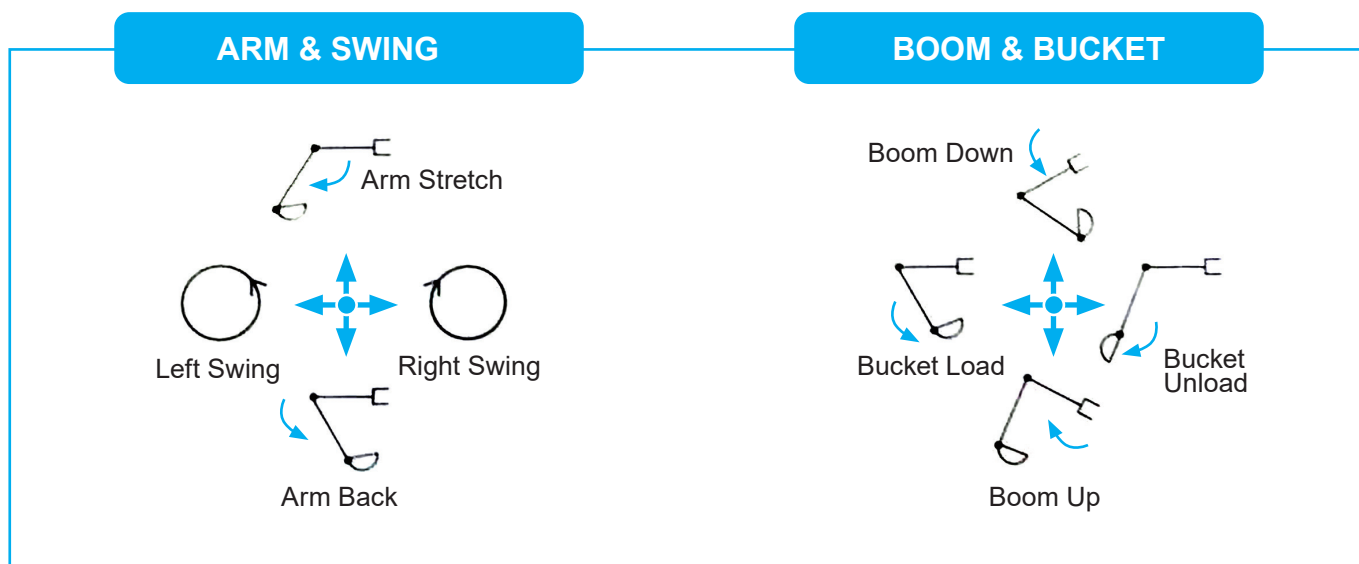 ARM & SWING
Arm Stretch
Left Swing
Right Swing
Arm Back
BOOM & BUCKET
Boom Down
Bucket Load
Bucket
Unload
Boom Up